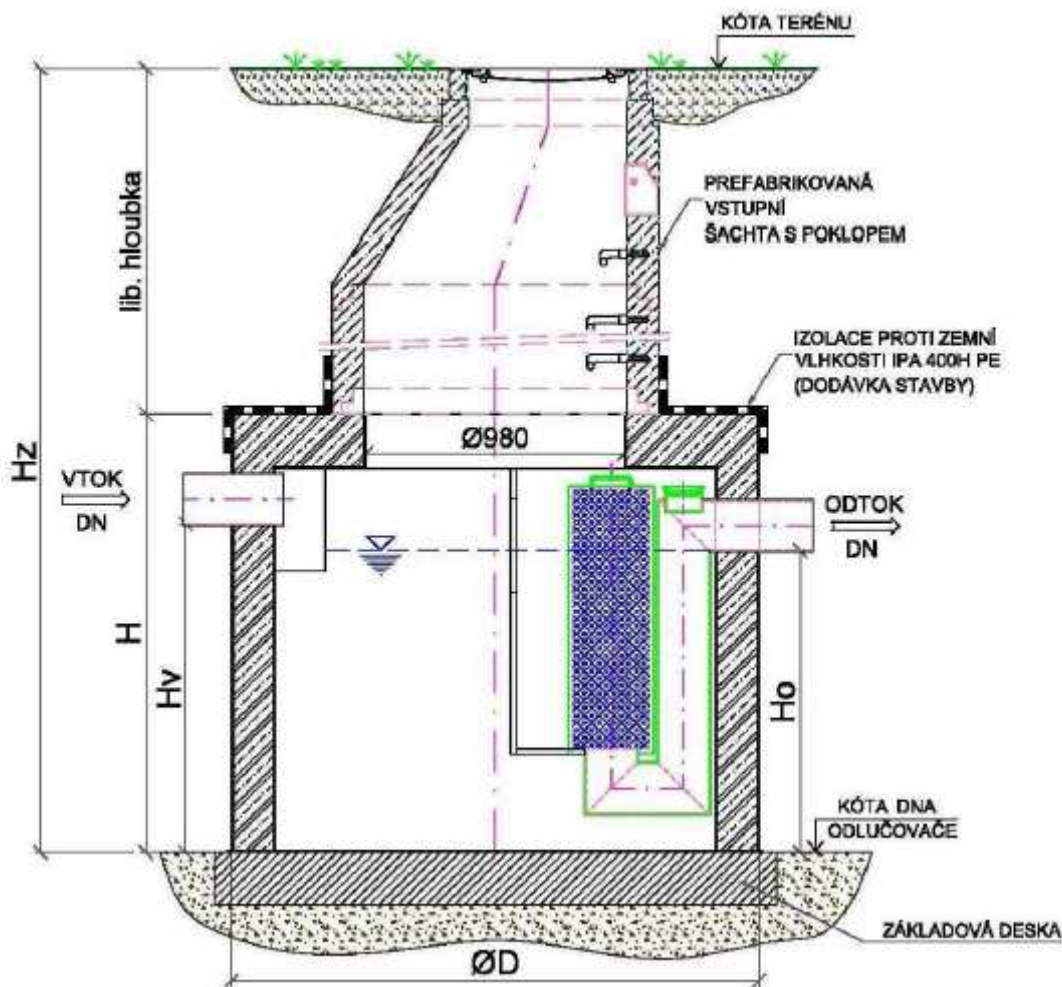 KÓTA TERÉNU
PREFABRIKOVANÁ
VSTUPNÍ
ŠACHTA S POKLOPEM
lib. hloubka
IZOLACE PROTI ZEMNÍ
VLHKOSTI IPA 400H PE
(DODÁVKA STAVBY)
Hz
Ø980
VTOK
DN
ODTOK
DN
H
Hv
Ho
KÓTA DNA
ODLUČOVAČE
ZÁKLADOVÁ DESKA
ØD